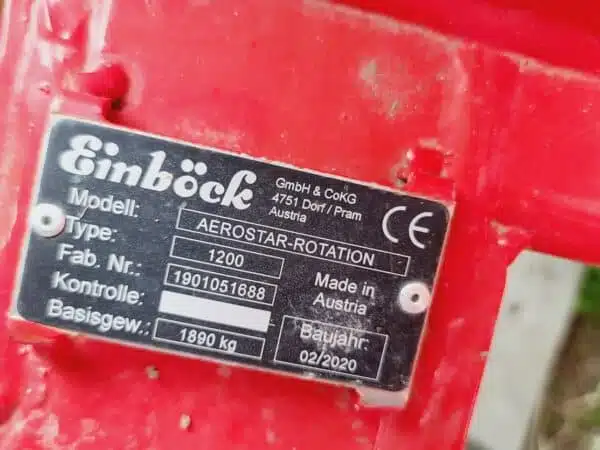 Einböck
GmbH & CoKG
4751 Dorf / Pram
Austria
CE
Modell: AEROSTAR-ROTATION
Type: 1200
Fab. Nr.: 1901051688
Made in
Austria
Kontrolle:
Basisgew.: 1890 kg
Baujahr:
02/2020